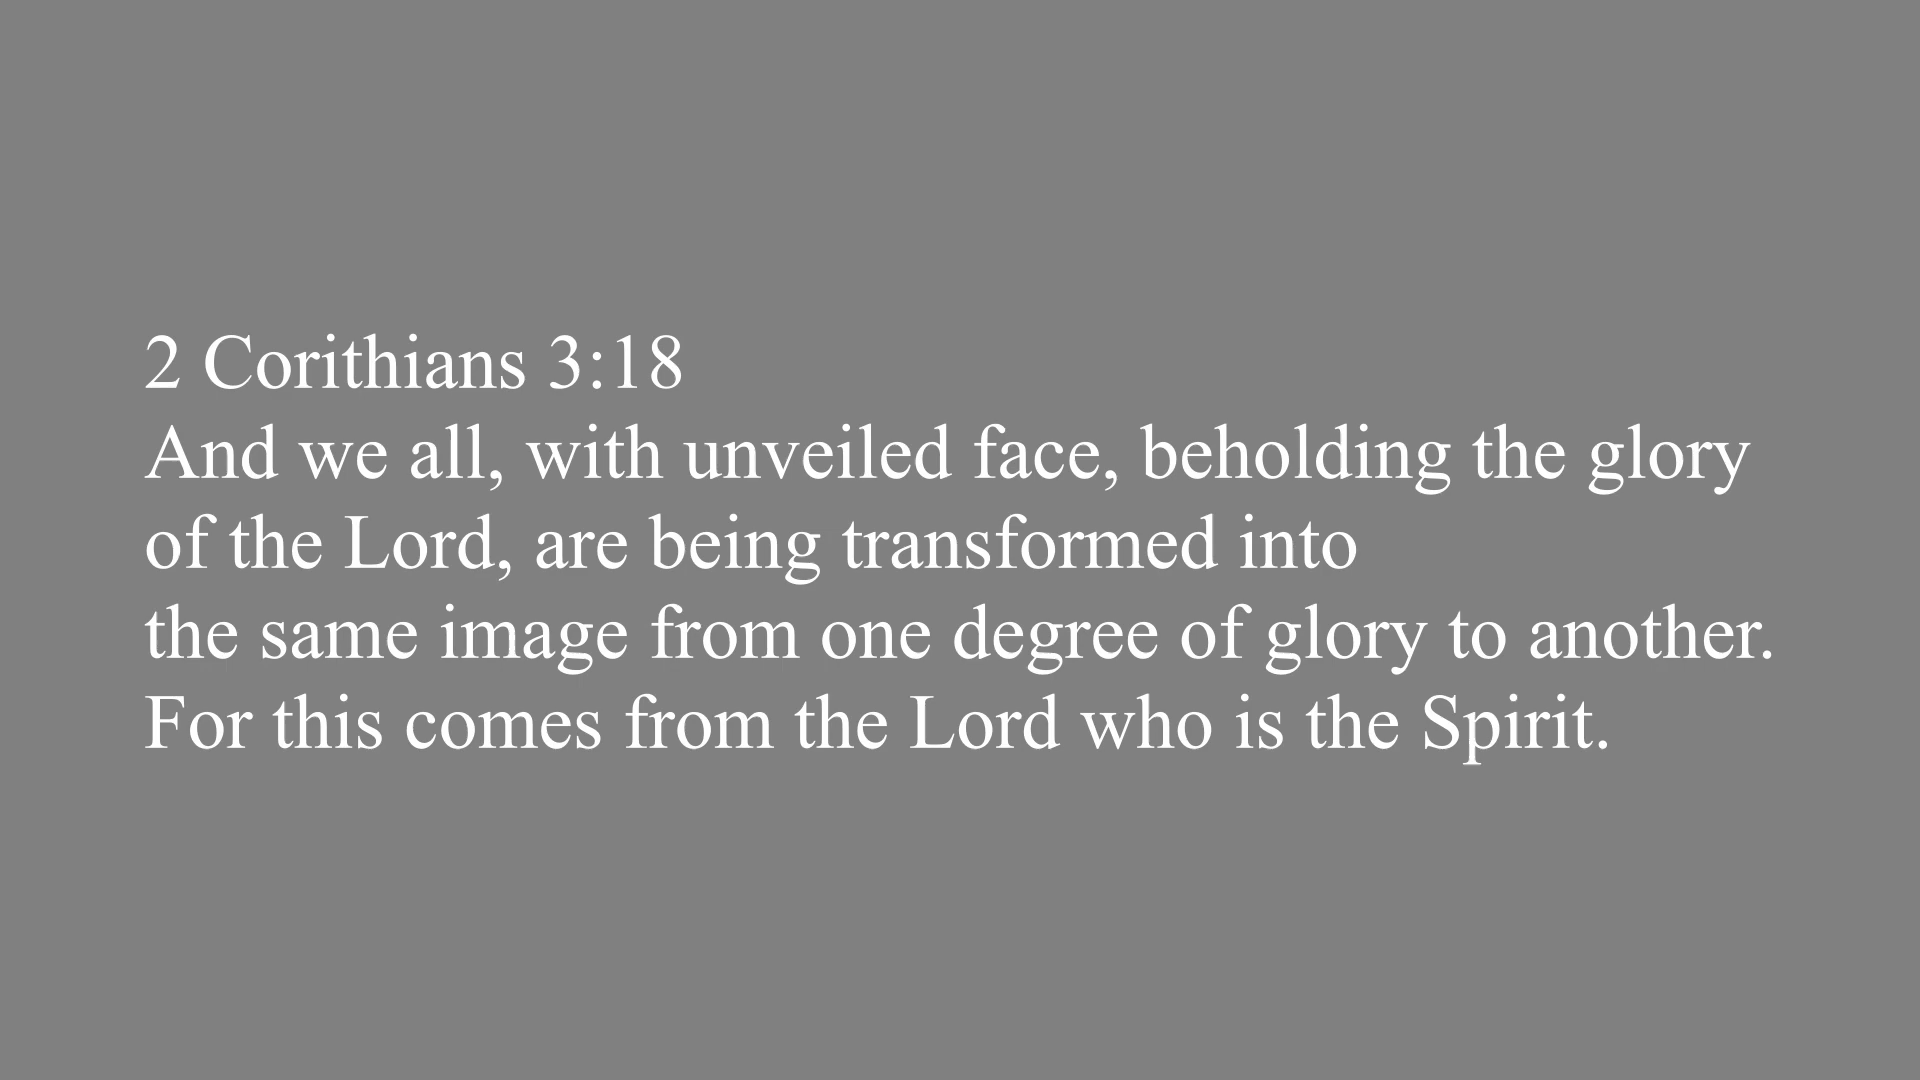 2 Corithians 3:18
And we all, with unveiled face, beholding the glory
of the Lord, are being transformed into
the same image from one degree of glory to another.
For this comes from the Lord who is the Spirit.